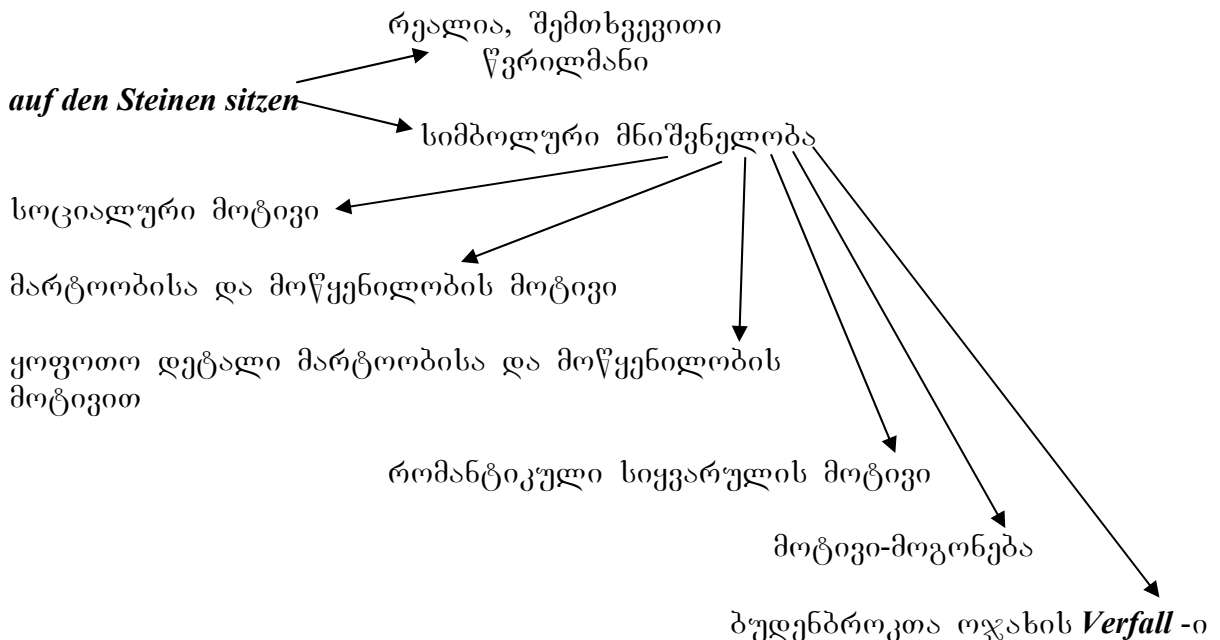 რეალია, შემთხვევითი
წვრილმანი
auf den Steinen sitzen
სიმბოლური მნიშვნელობა
სოციალური მოტივი
მარტოობისა და მოწყენილობის მოტივი
ყოფოთო დეტალი მარტოობისა და მოწყენილობის
მოტივით
რომანტიკული სიყვარულის მოტივი
მოტივი-მოგონება
ბუდენბროკთა ოჯახის Verfall -ი